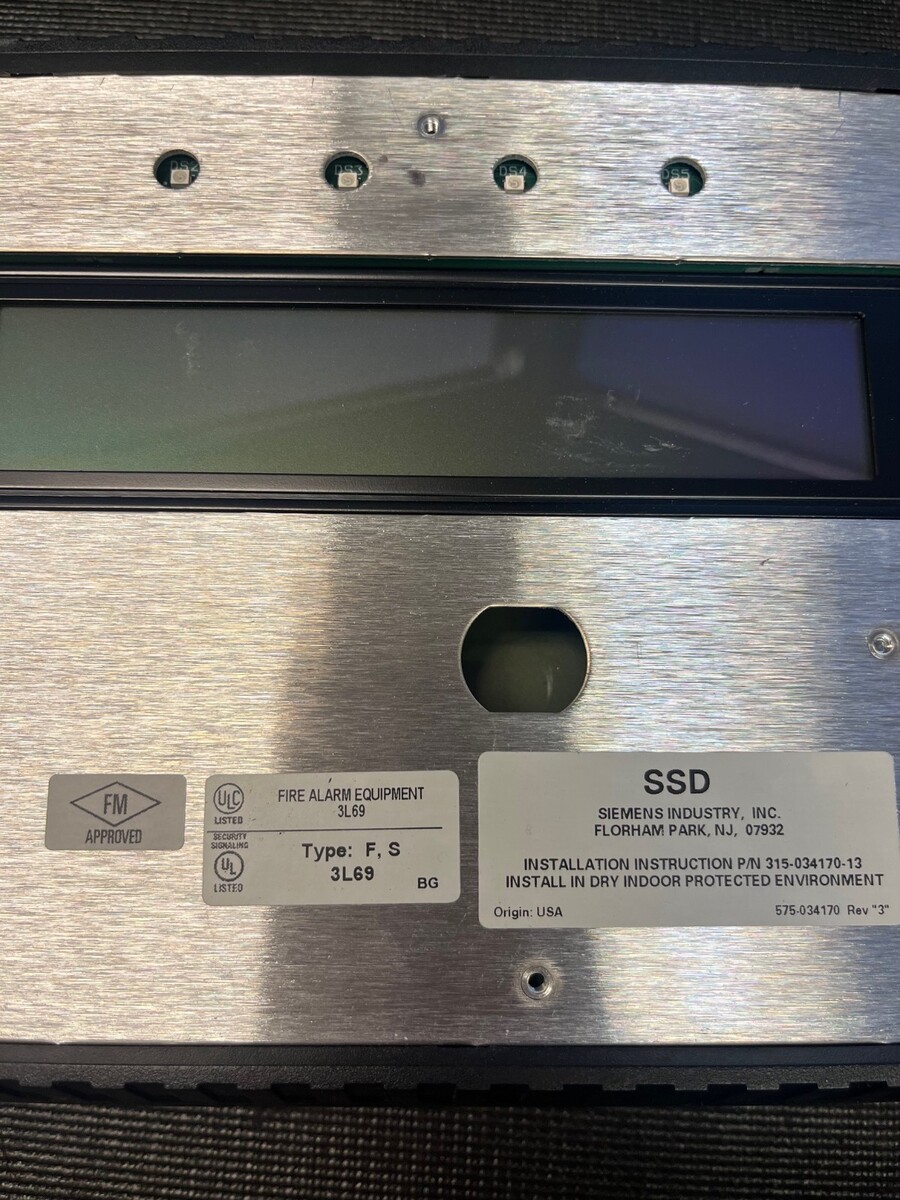 DS2
DS3
DS4
DS5
FM
APPROVED
ULC
LISTED
FIRE ALARM EQUIPMENT
3L69
SECURITY
SIGNALING
UL
LISTED
Type: F, S
3L69
BG
SSD
SIEMENS INDUSTRY, INC.
FLORHAM PARK, NJ, 07932
INSTALLATION INSTRUCTION P/N 315-034170-13
INSTALL IN DRY INDOOR PROTECTED ENVIRONMENT
Origin: USA
575-034170 Rev "3"